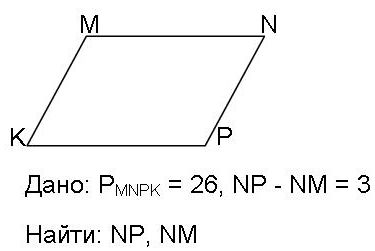 M N
K P
Дано: P_MNPK = 26, NP - NM = 3
Найти: NP, NM